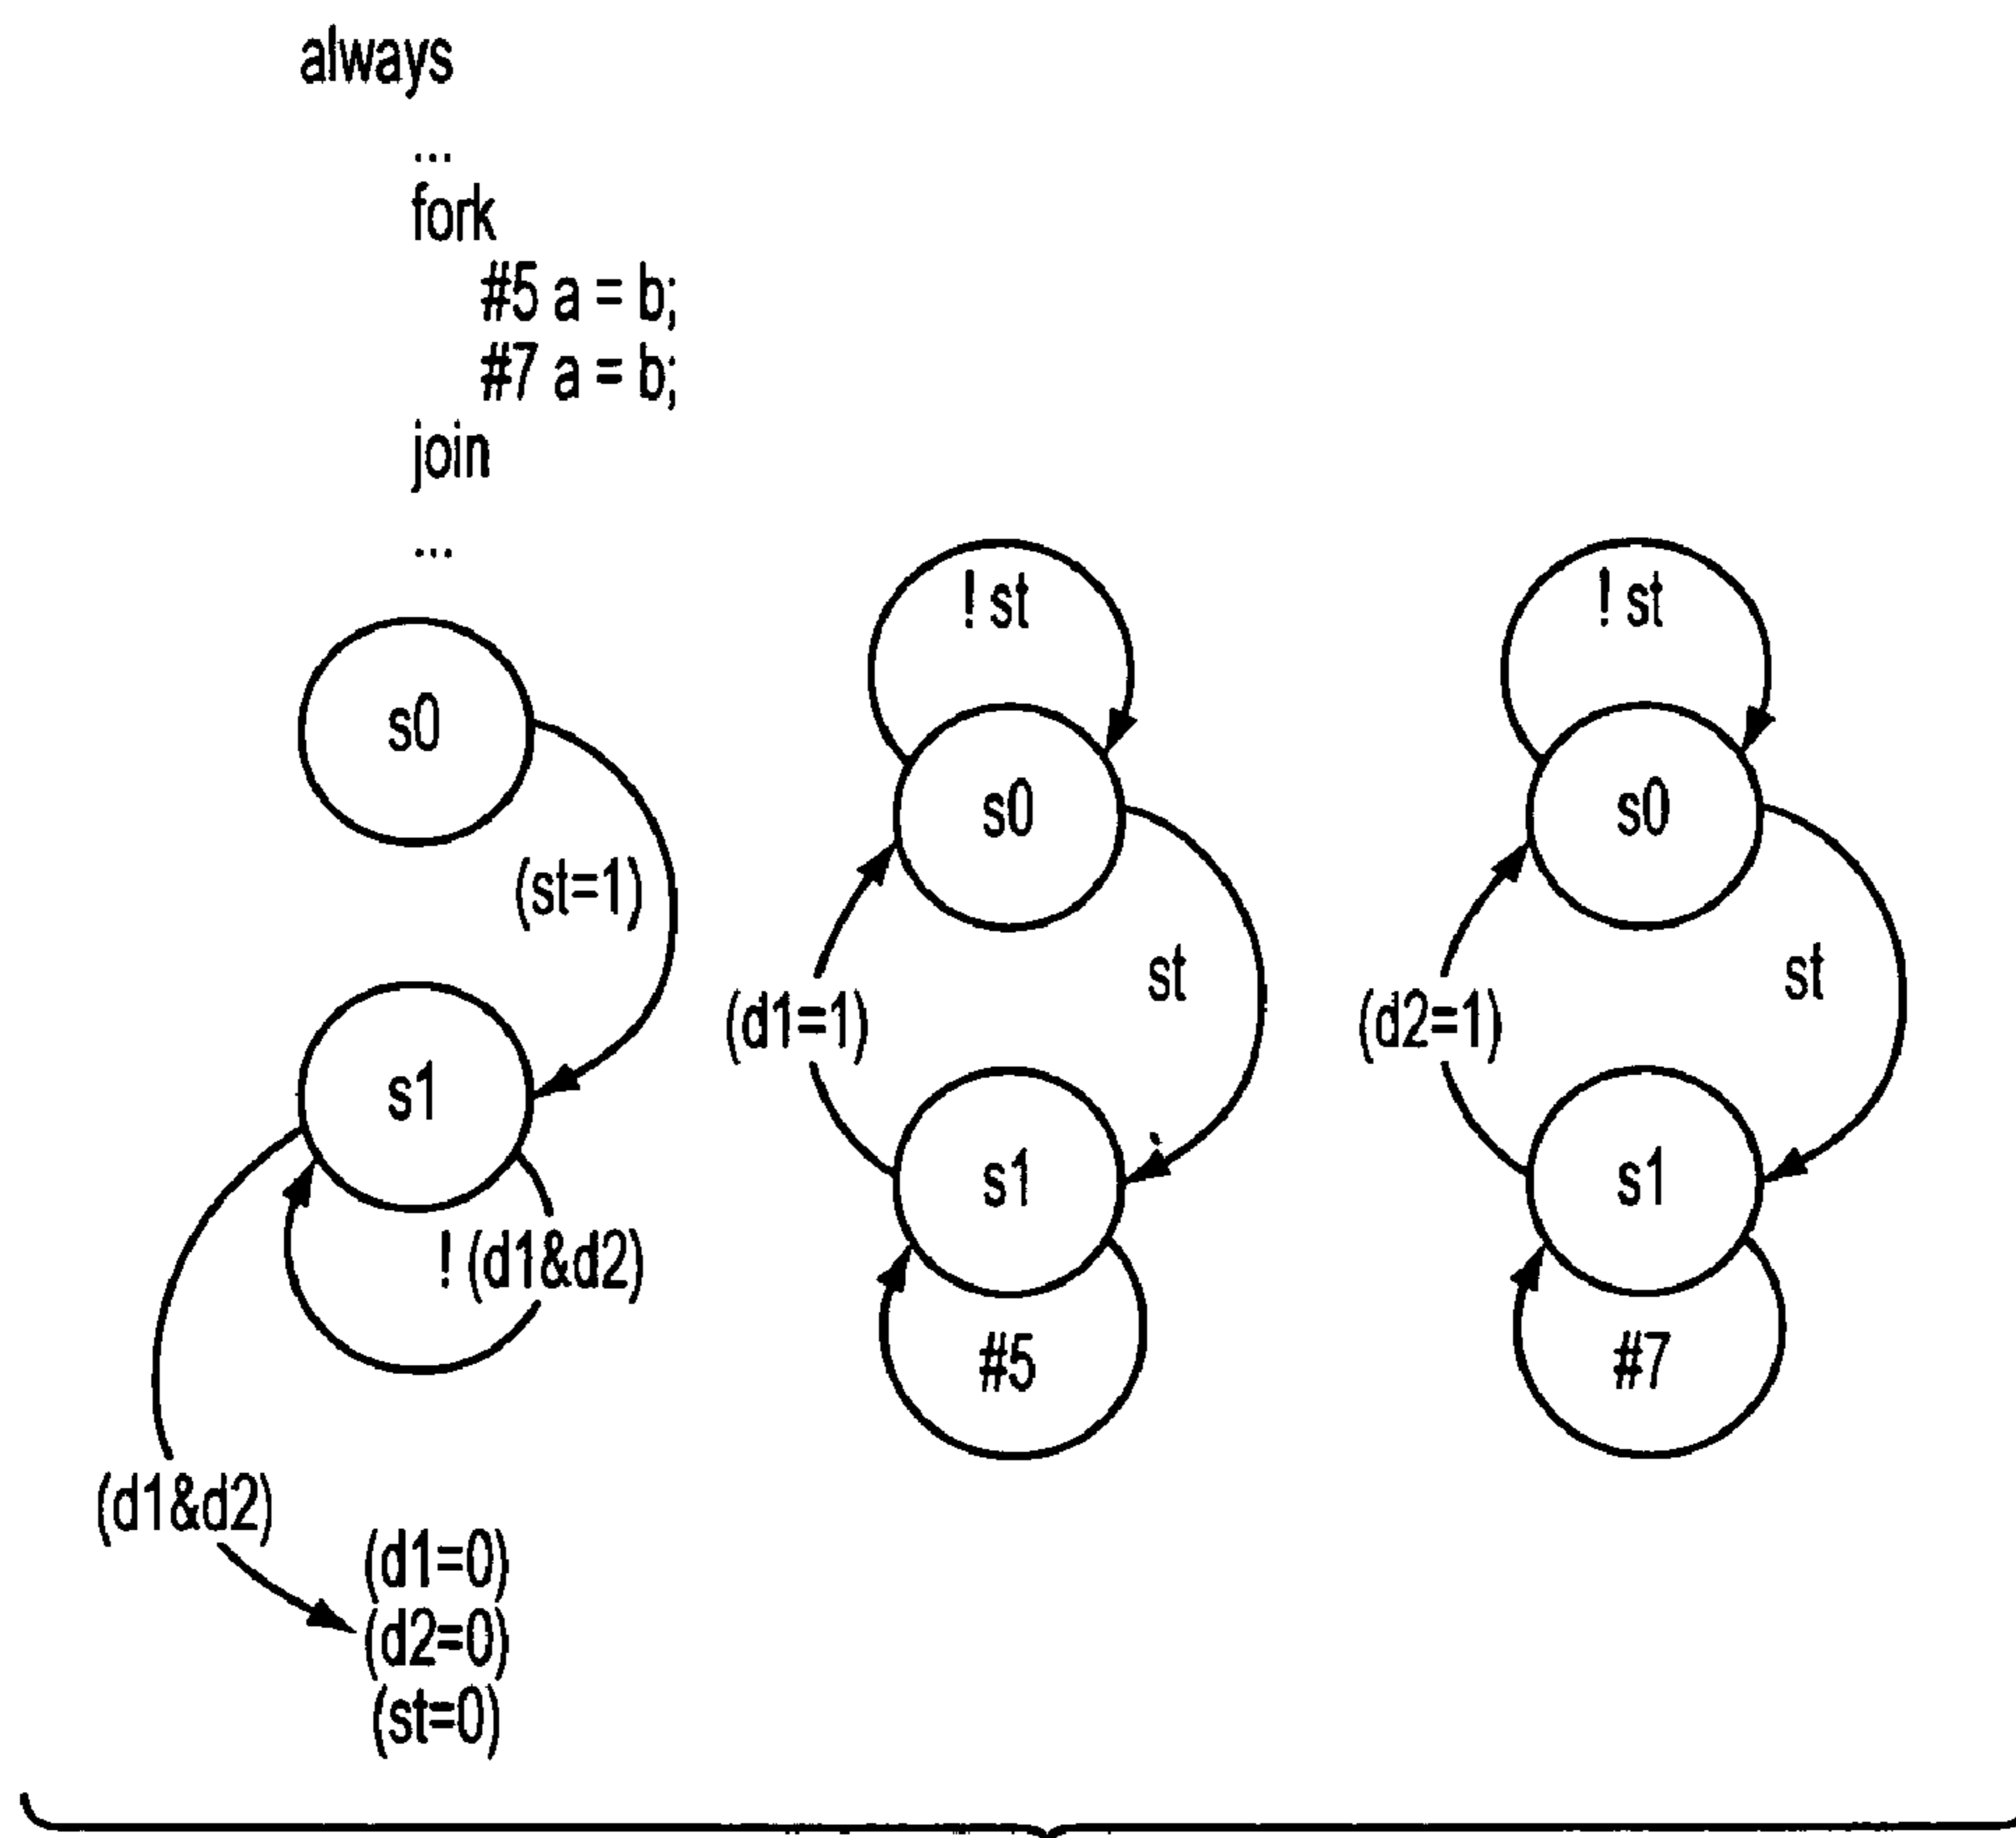 always
...
fork
#5 a = b;
#7 a = b;
join
...
s0
(st=1)
s1
! (d1&d2)
(d1&d2)
(d1=0)
(d2=0)
(st=0)
! st
s0
st
(d1=1)
s1
#5
! st
s0
st
(d2=1)
s1
#7